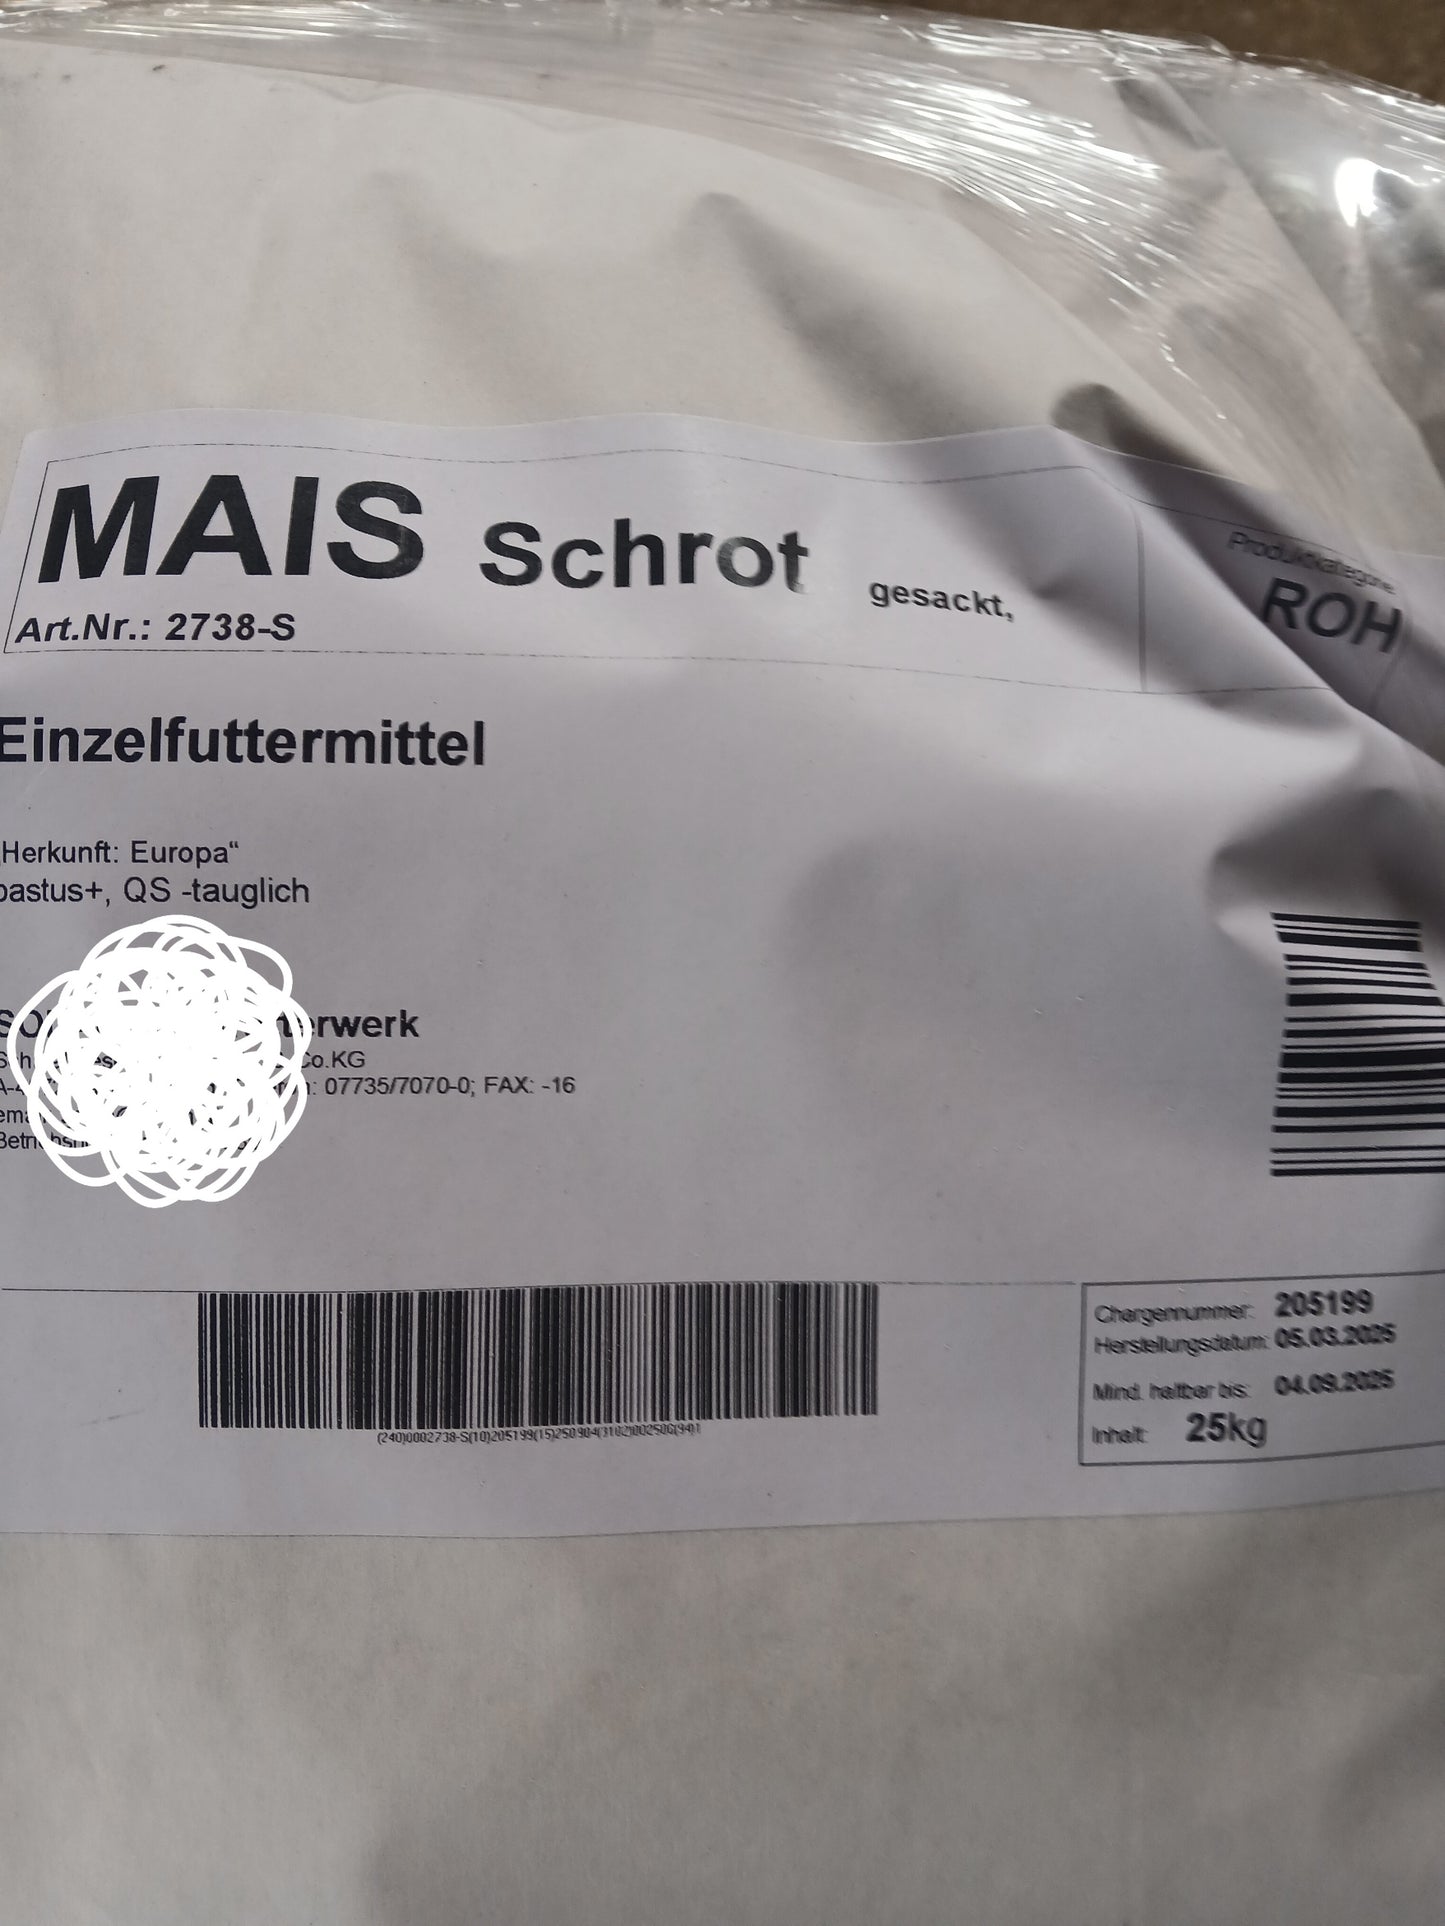 MAIS Schrot gesackt,
Art.Nr.: 2738-S
Produktkategorie
ROH
Einzelfuttermittel
Herkunft: Europa“
pastus+, QS -tauglich
Co.KG
07735/7070-0; FAX: -16
(240)0002738-S(10)205199(15)250904(3102)002500(94)1
Chargennummer: 205199
Herstellungsdatum: 05.03.2025
Mind. haltbar bis: 04.09.2025
Inhalt: 25kg